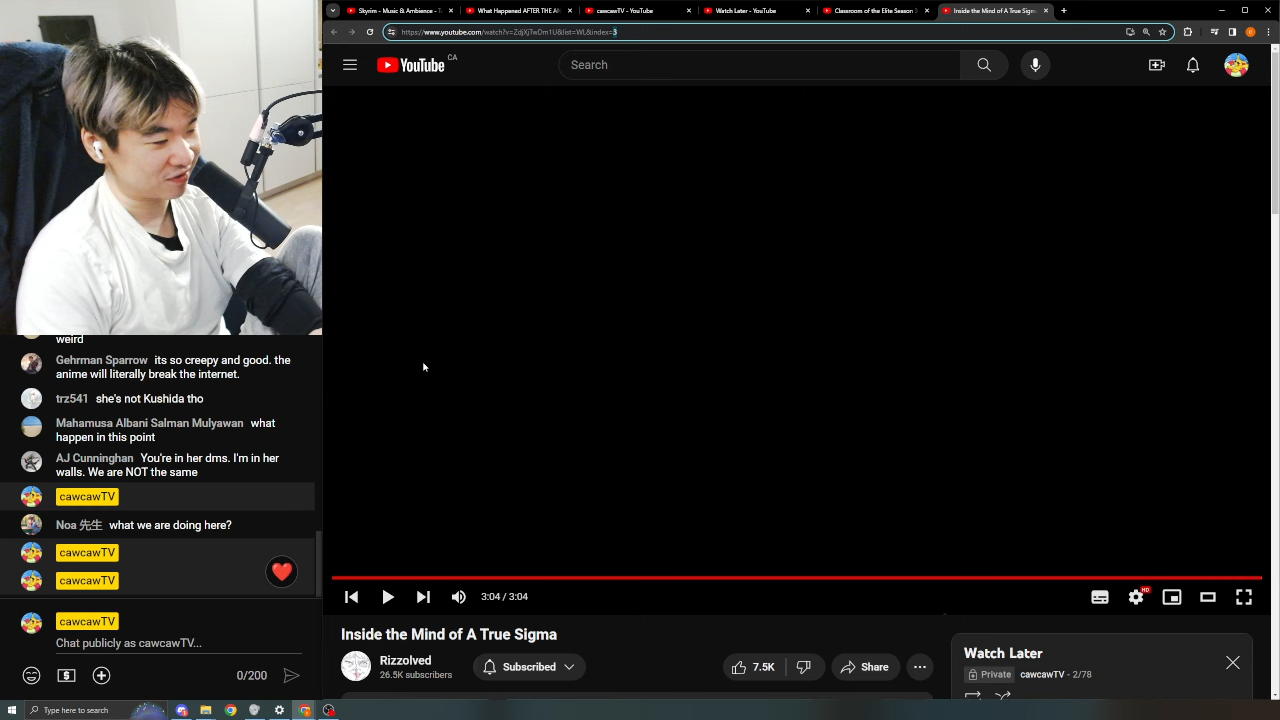 Skyrim - Music & Ambience - Ta
What Happened AFTER THE AN
cawcawTV - YouTube
Watch Later - YouTube
Classroom of the Elite Season 3
Inside the Mind of A True Sigm
https://www.youtube.com/watch?v=ZdjXjTwDm1U&list=WL&index=3
YouTube CA
Search
weird
Gehrman Sparrow its so creepy and good. the
anime will literally break the internet.
trz541 she's not Kushida tho
Mahamusa Albani Salman Mulyawan what
happen in this point
AJ Cunninghan You're in her dms. I'm in her
walls. We are NOT the same
cawcawTV
Noa 先生 what we are doing here?
cawcawTV
cawcawTV
cawcawTV
Chat publicly as cawcawTV...
0/200
3:04 / 3:04
HD
Inside the Mind of A True Sigma
Rizzolved
26.5K subscribers
Subscribed
7.5K
Share
Watch Later
Private cawcawTV - 2/78
Type here to search